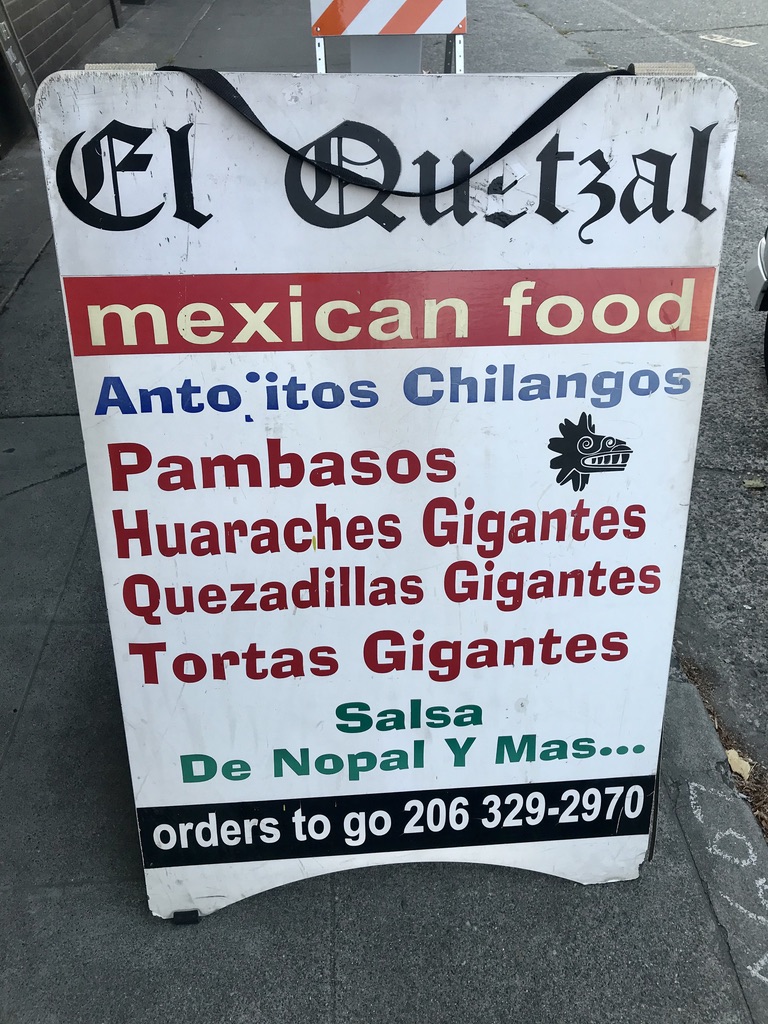 El Quetzal
mexican food
Antojitos Chilangos
Pambasos
Huaraches Gigantes
Quezadillas Gigantes
Tortas Gigantes
Salsa
De Nopal Y Mas...
orders to go 206 329-2970